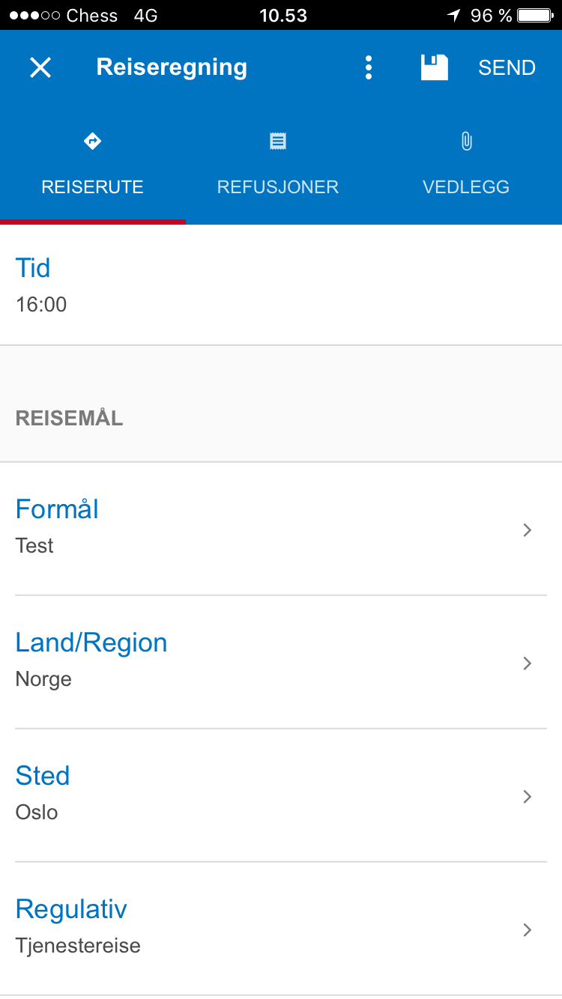 Chess 4G 10.53 96 %
Reiseregning SEND
REISERUTE REFUSJONER VEDLEGG
Tid
16:00
REISEMÅL
Formål
Test
Land/Region
Norge
Sted
Oslo
Regulativ
Tjenestereise